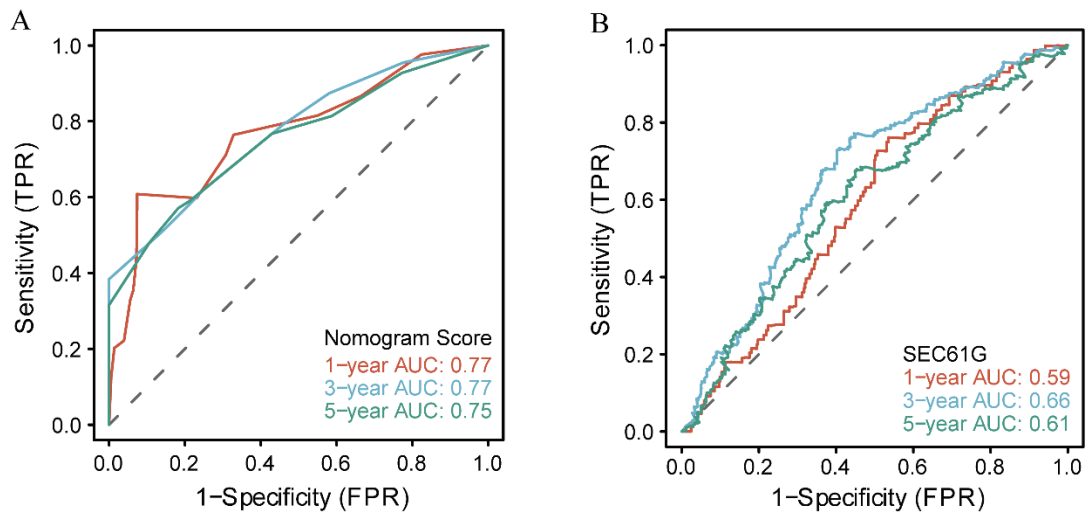 A
1.0
0.8
0.6
0.4
0.2
0.0
Sensitivity (TPR)
Nomogram Score
1−year AUC: 0.77
3−year AUC: 0.77
5−year AUC: 0.75
0.0 0.2 0.4 0.6 0.8 1.0
1−Specificity (FPR)
B
1.0
0.8
0.6
0.4
0.2
0.0
Sensitivity (TPR)
SEC61G
1−year AUC: 0.59
3−year AUC: 0.66
5−year AUC: 0.61
0.0 0.2 0.4 0.6 0.8 1.0
1−Specificity (FPR)